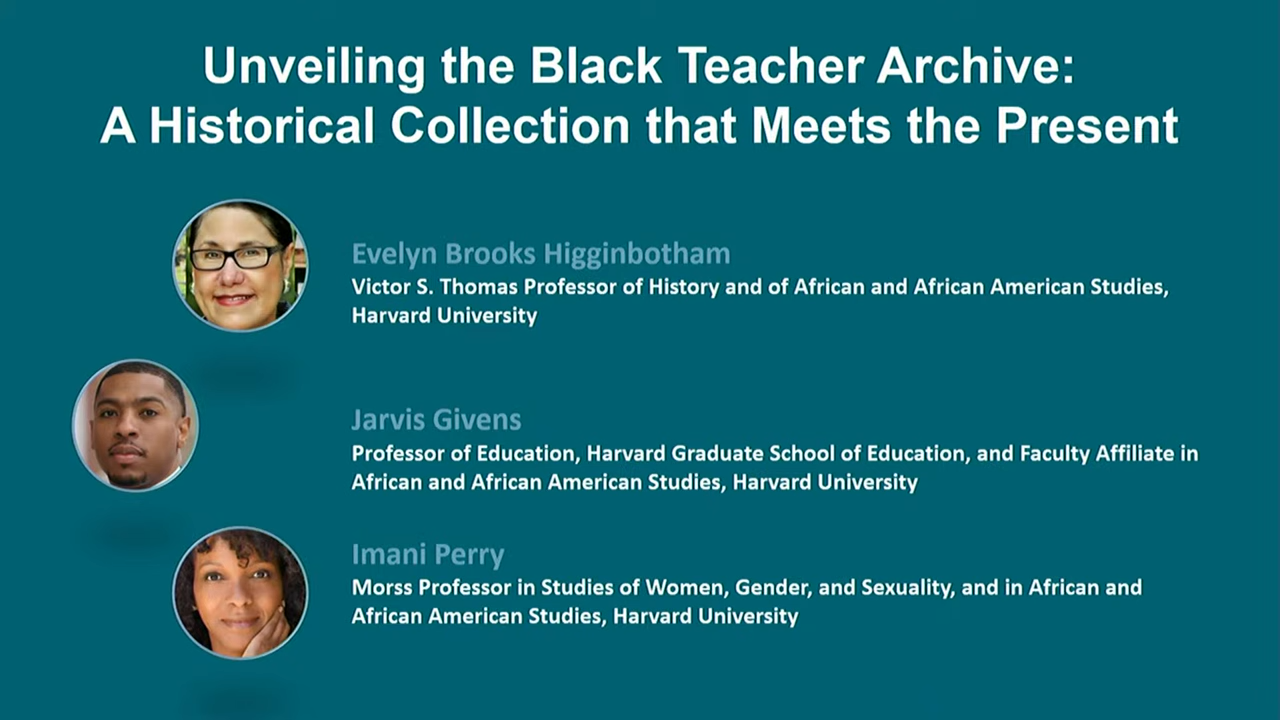 Unveiling the Black Teacher Archive:
A Historical Collection that Meets the Present
Evelyn Brooks Higginbotham
Victor S. Thomas Professor of History and of African and African American Studies,
Harvard University
Jarvis Givens
Professor of Education, Harvard Graduate School of Education, and Faculty Affiliate in
African and African American Studies, Harvard University
Imani Perry
Morss Professor in Studies of Women, Gender, and Sexuality, and in African and
African American Studies, Harvard University